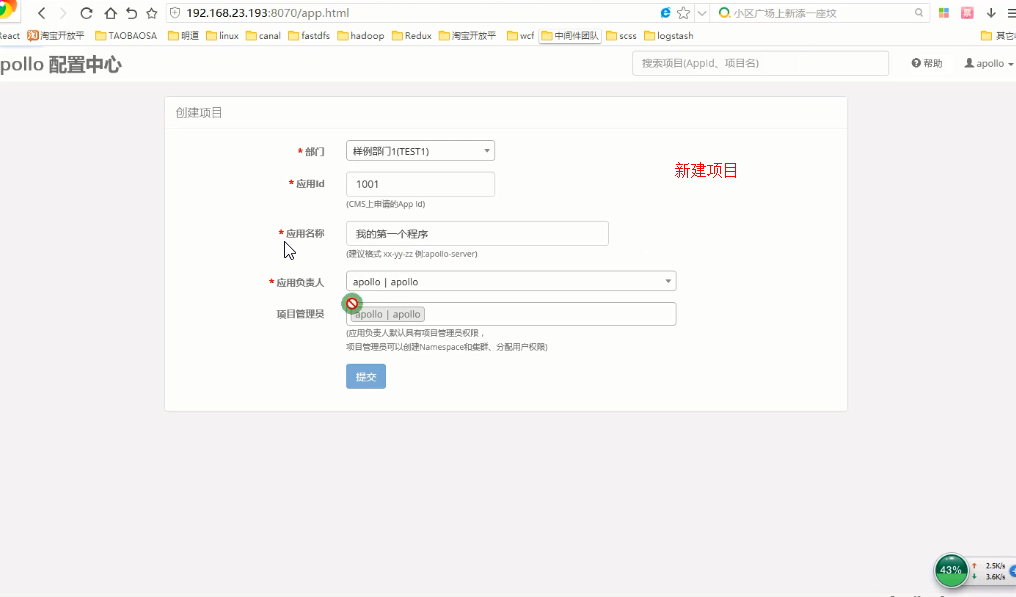 192.168.23.193:8070/app.html
小区广场上新添一座坟
React 淘宝开放平 TAOBAOSA 明道 linux canal fastdfs hadoop Redux 淘宝开放平 wcf 中间件团队 scss logstash 其它
pollo 配置中心
搜索项目(AppId、项目名)
帮助
apollo
创建项目
* 部门
样例部门1(TEST1)
新建项目
* 应用Id
1001
(CMS上申请的App Id)
* 应用名称
我的第一个程序
(建议格式 xx-yy-zz 例:apollo-server)
* 应用负责人
apollo | apollo
项目管理员
apollo | apollo
(应用负责人默认具有项目管理员权限，
项目管理员可以创建Namespace和集群、分配用户权限)
提交
43%
2.5K/s
3.6K/s